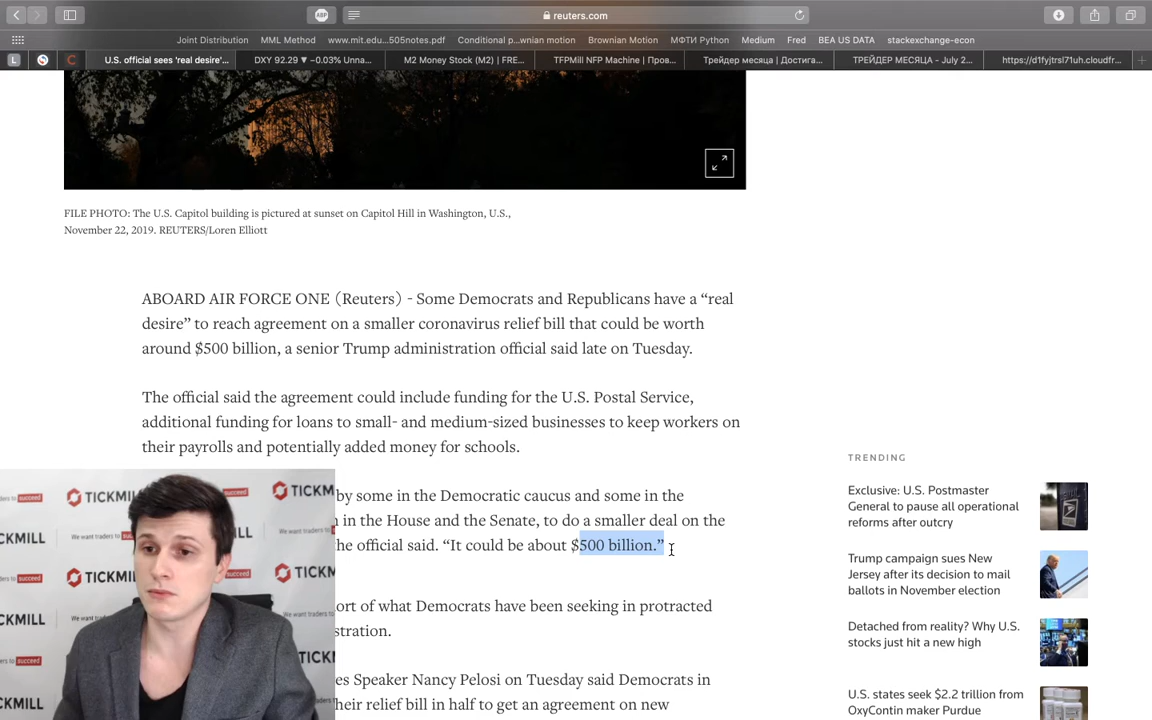 reuters.com
ABP
Joint Distribution
MML Method
www.mit.edu...505notes.pdf
Conditional p...wnian motion
Brownian Motion
МФТИ Python
Medium
Fred
BEA US DATA
stackexchange-econ
L
C
U.S. official sees 'real desire'...
DXY 92.29 ▼ −0.03% Unna...
M2 Money Stock (M2) | FRE...
TFPMill NFP Machine | Пров...
Трейдер месяца | Достига...
ТРЕЙДЕР МЕСЯЦА - July 2...
https://d1fyjtrsl71uh.cloudfr...
FILE PHOTO: The U.S. Capitol building is pictured at sunset on Capitol Hill in Washington, U.S.,
November 22, 2019. REUTERS/Loren Elliott
ABOARD AIR FORCE ONE (Reuters) - Some Democrats and Republicans have a “real
desire” to reach agreement on a smaller coronavirus relief bill that could be worth
around $500 billion, a senior Trump administration official said late on Tuesday.
The official said the agreement could include funding for the U.S. Postal Service,
additional funding for loans to small- and medium-sized businesses to keep workers on
their payrolls and potentially added money for schools.
by some in the Democratic caucus and some in the
in the House and the Senate, to do a smaller deal on the
he official said. “It could be about $500 billion.”
ort of what Democrats have been seeking in protracted
stration.
es Speaker Nancy Pelosi on Tuesday said Democrats in
heir relief bill in half to get an agreement on new
TRENDING
Exclusive: U.S. Postmaster
General to pause all operational
reforms after outcry
Trump campaign sues New
Jersey after its decision to mail
ballots in November election
Detached from reality? Why U.S.
stocks just hit a new high
U.S. states seek $2.2 trillion from
OxyContin maker Purdue
TICKMILL
We want traders to succeed